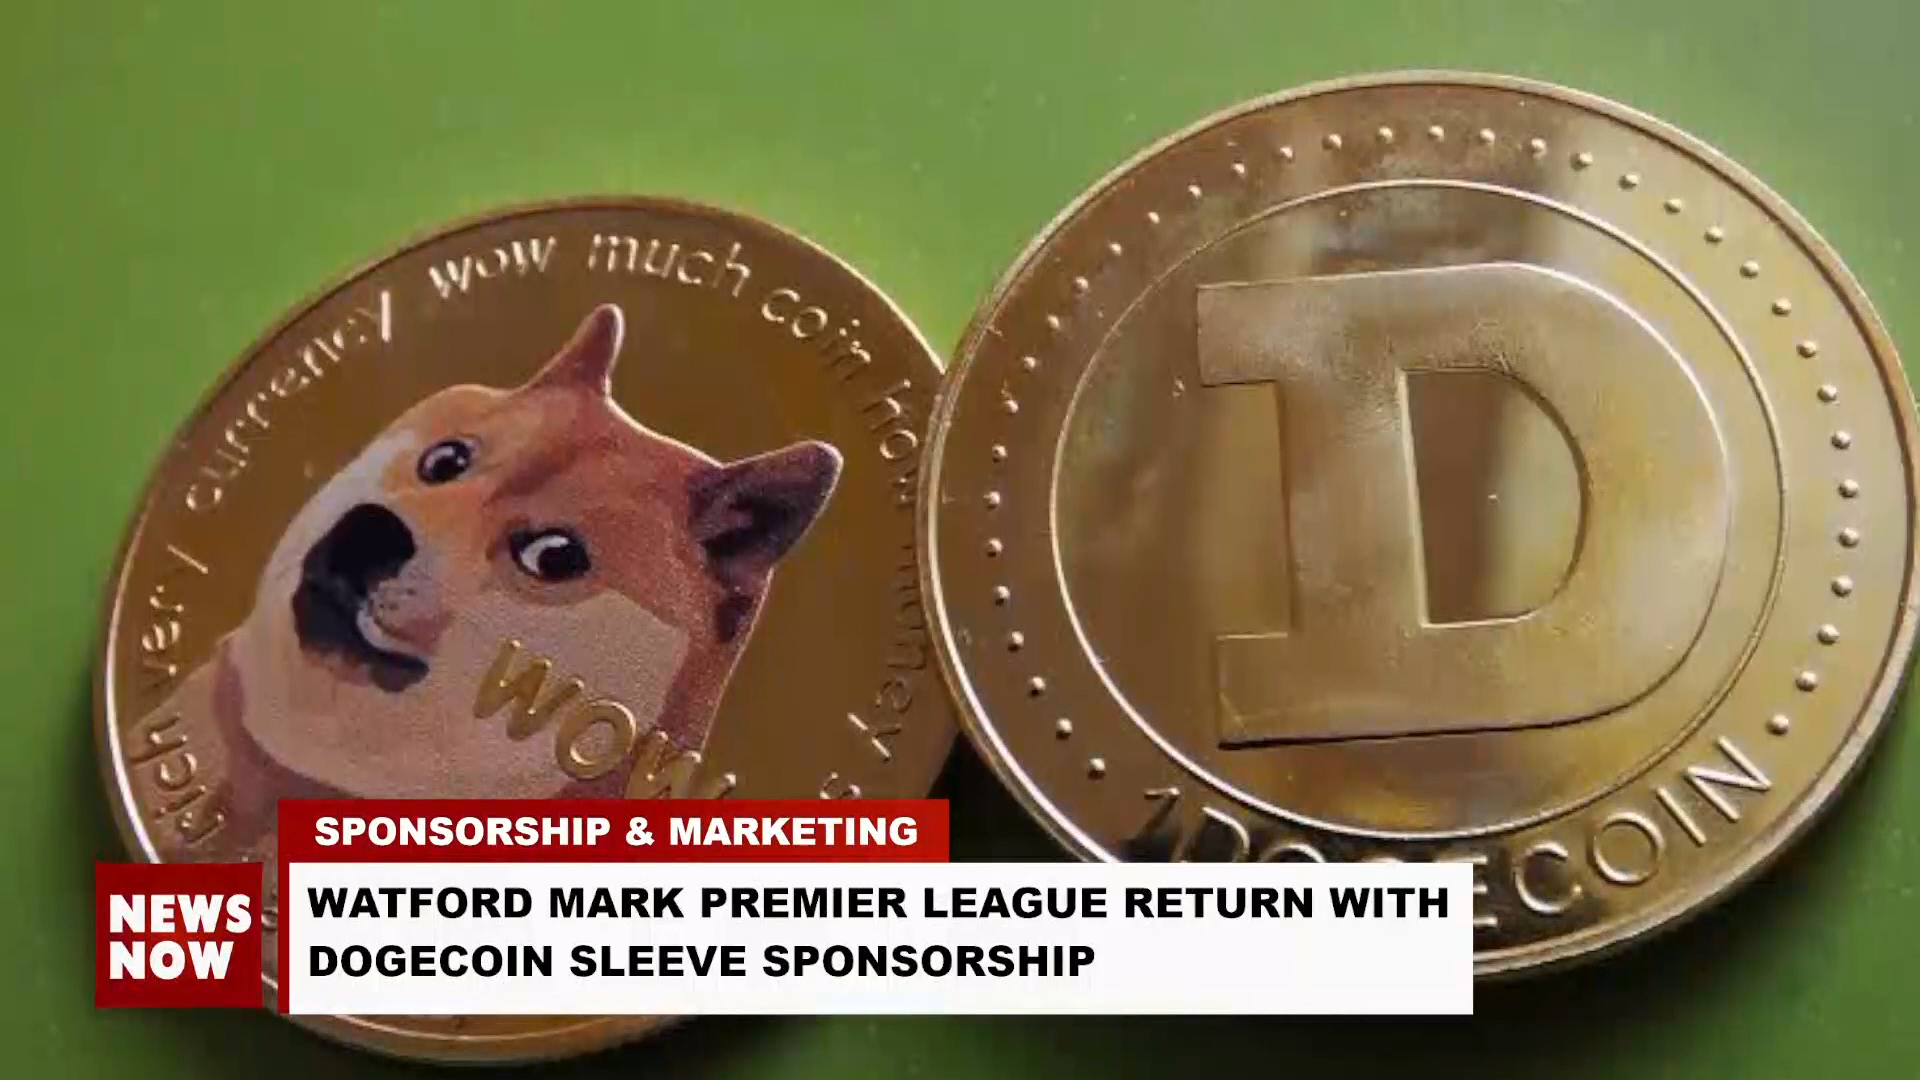 very currency wow much coin how money
Rich
WOW
DOGECOIN
SPONSORSHIP & MARKETING
NEWS
NOW
WATFORD MARK PREMIER LEAGUE RETURN WITH
DOGECOIN SLEEVE SPONSORSHIP